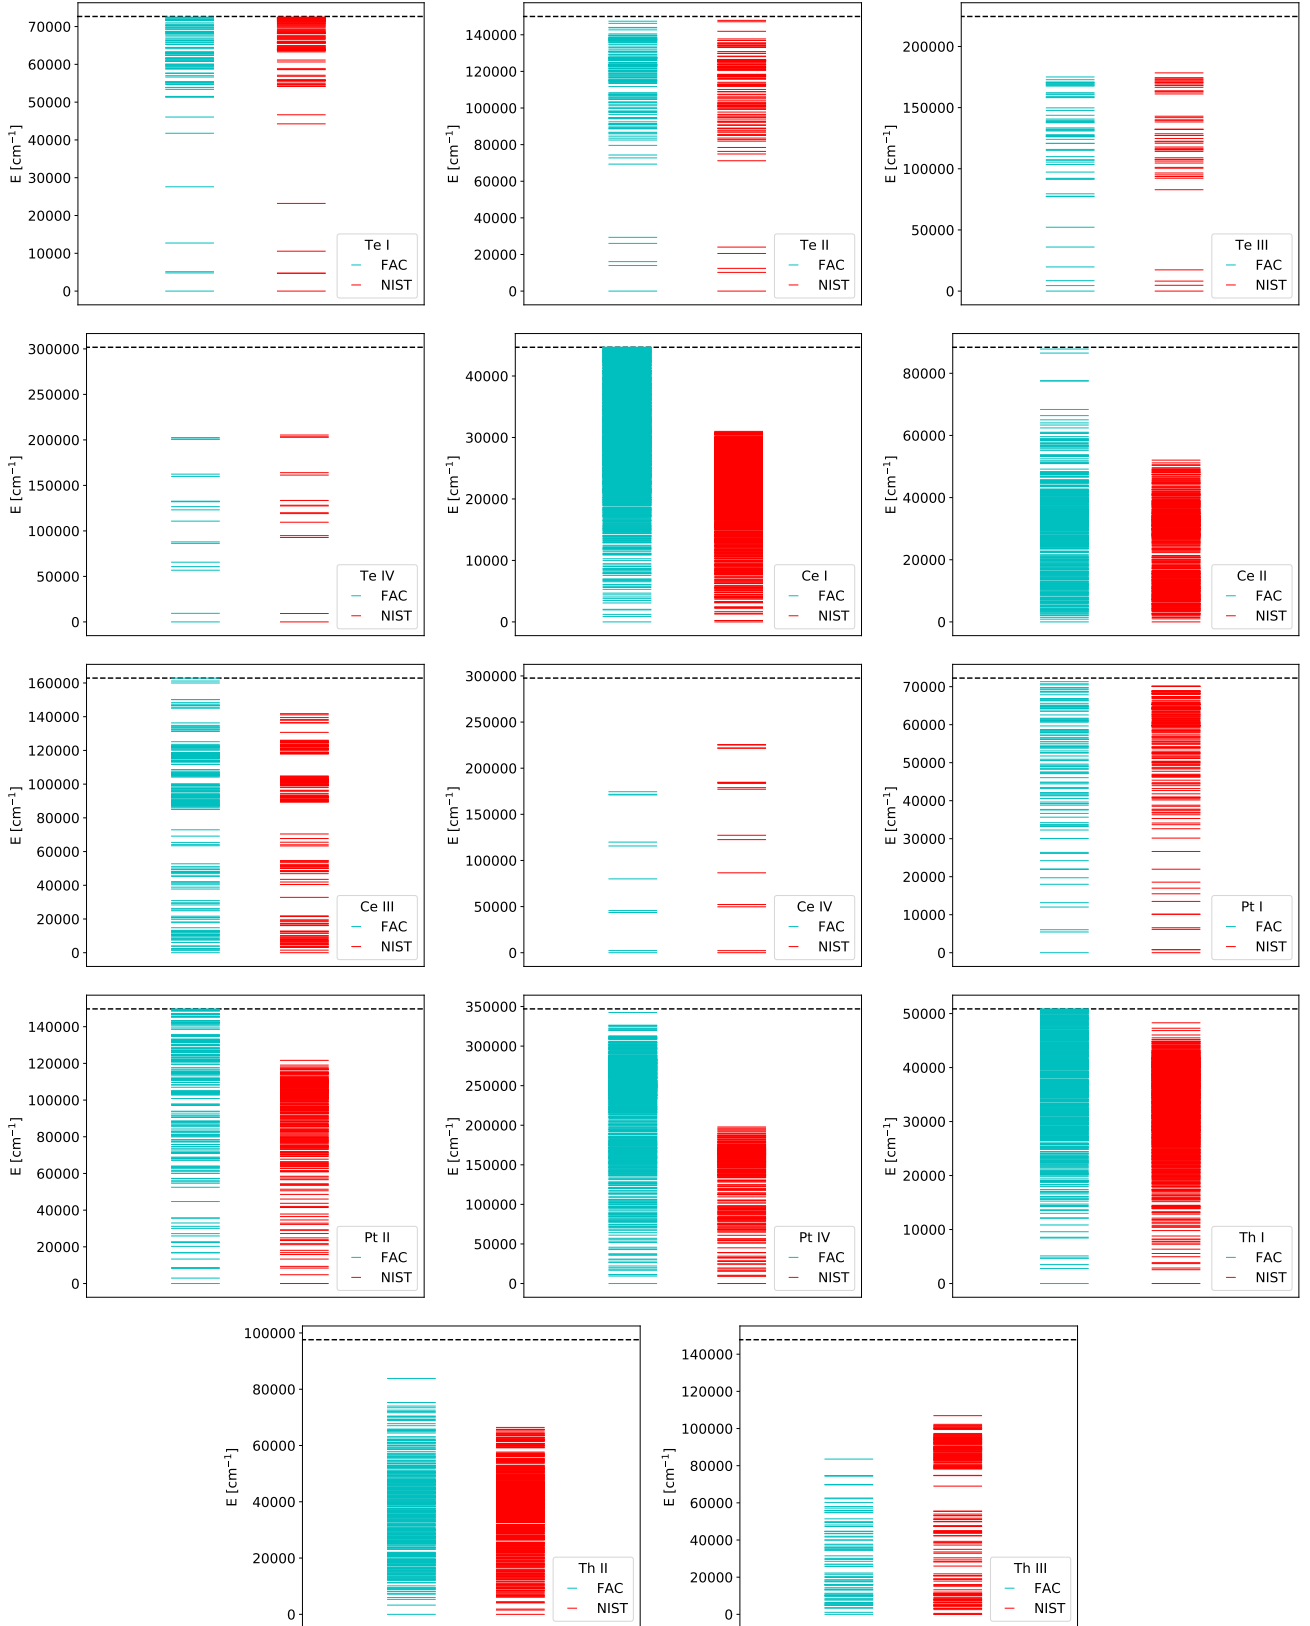 E [cm⁻¹]
70000
60000
50000
40000
30000
20000
10000
0
Te I
FAC
NIST
E [cm⁻¹]
140000
120000
100000
80000
60000
40000
20000
0
Te II
FAC
NIST
E [cm⁻¹]
200000
150000
100000
50000
0
Te III
FAC
NIST
E [cm⁻¹]
300000
250000
200000
150000
100000
50000
0
Te IV
FAC
NIST
E [cm⁻¹]
40000
30000
20000
10000
0
Ce I
FAC
NIST
E [cm⁻¹]
80000
60000
40000
20000
0
Ce II
FAC
NIST
E [cm⁻¹]
160000
140000
120000
100000
80000
60000
40000
20000
0
Ce III
FAC
NIST
E [cm⁻¹]
300000
250000
200000
150000
100000
50000
0
Ce IV
FAC
NIST
E [cm⁻¹]
70000
60000
50000
40000
30000
20000
10000
0
Pt I
FAC
NIST
E [cm⁻¹]
140000
120000
100000
80000
60000
40000
20000
0
Pt II
FAC
NIST
E [cm⁻¹]
350000
300000
250000
200000
150000
100000
50000
0
Pt IV
FAC
NIST
E [cm⁻¹]
50000
40000
30000
20000
10000
0
Th I
FAC
NIST
E [cm⁻¹]
100000
80000
60000
40000
20000
0
Th II
FAC
NIST
E [cm⁻¹]
140000
120000
100000
80000
60000
40000
20000
0
Th III
FAC
NIST